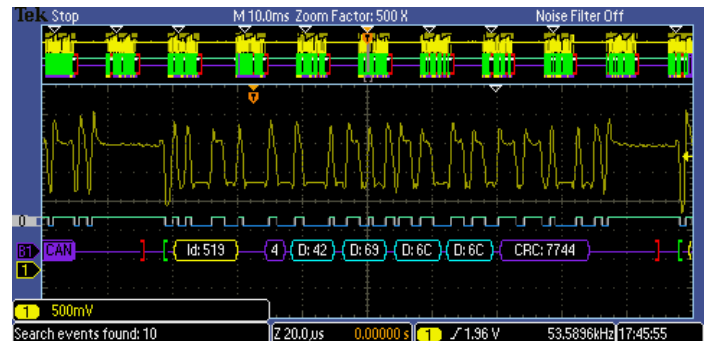 Tek Stop M 10.0ms Zoom Factor: 500 X Noise Filter Off
T
T
0
B1 CAN Id: 519 4 D: 42 D: 69 D: 6C D: 6C CRC: 7744
1
1 500mV
Search events found: 10 Z 20.0µs 0.00000 s 1 1.96 V 53.5896kHz 17:45:55